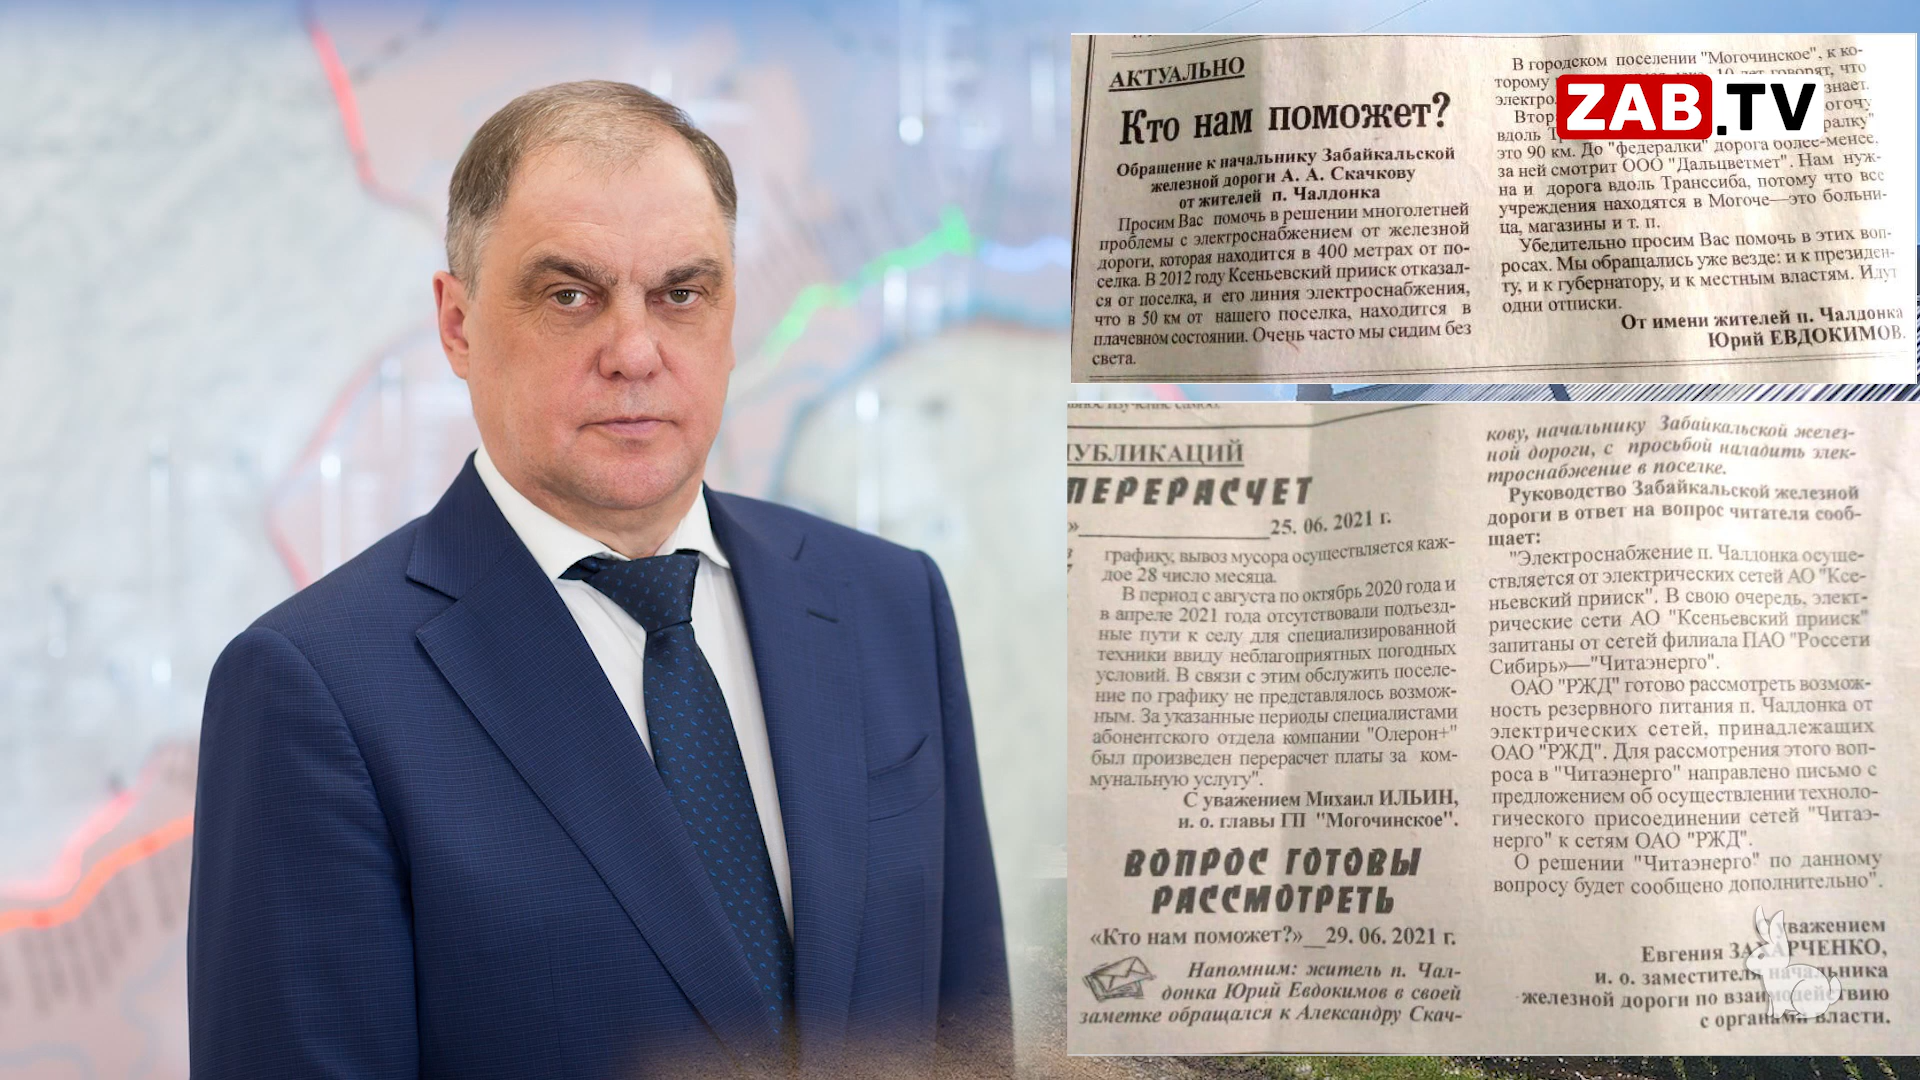 ZAB.TV
АКТУАЛЬНО
Кто нам поможет?
Обращение к начальнику Забайкальской
железной дороги А. А. Скачкову
от жителей п. Чалдонка
Просим Вас помочь в решении многолетней
проблемы с электроснабжением от железной
дороги, которая находится в 400 метрах от по-
селка. В 2012 году Ксеньевский прииск отказал-
ся от поселка, и его линия электроснабжения,
что в 50 км от нашего поселка, находится в
плачевном состоянии. Очень часто мы сидим без
света.
В городском поселении "Могочинское", к ко-
торому 10 лет говорят, что
электро. знает.
Втор. огочу
вдоль Т ралку"
это 90 км. До "федералки" дорога более-менее,
за ней смотрит ООО "Дальцветмет". Нам нуж-
на и дорога вдоль Транссиба, потому что все
учреждения находятся в Могоче—это больни-
ца, магазины и т. п.
Убедительно просим Вас помочь в этих воп-
росах. Мы обращались уже везде: и к президен-
ту, и к губернатору, и к местным властям. Идут
одни отписки.
От имени жителей п. Чалдонка
Юрий ЕВДОКИМОВ.
УБЛИКАЦИЙ
ПЕРЕРАСЧЕТ
»____25. 06. 2021 г.
графику, вывоз мусора осуществляется каж-
дое 28 число месяца.
В период с августа по октябрь 2020 года и
в апреле 2021 года отсутствовали подъезд-
ные пути к селу для специализированной
техники ввиду неблагоприятных погодных
условий. В связи с этим обслужить поселе-
ние по графику не представлялось возмож-
ным. За указанные периоды специалистами
абонентского отдела компании "Олерон+"
был произведен перерасчет платы за ком-
мунальную услугу".
С уважением Михаил ИЛЬИН,
и. о. главы ГП "Могочинское".
ВОПРОС ГОТОВЫ
РАССМОТРЕТЬ
«Кто нам поможет?»__29. 06. 2021 г.
Напомним: житель п. Чал-
донка Юрий Евдокимов в своей
заметке обращался к Александру Скач-
кову, начальнику Забайкальской желез-
ной дороги, с просьбой наладить элек-
троснабжение в поселке.
Руководство Забайкальской железной
дороги в ответ на вопрос читателя сооб-
щает:
"Электроснабжение п. Чалдонка осуще-
ствляется от электрических сетей АО "Ксе-
ньевский прииск". В свою очередь, элект-
рические сети АО "Ксеньевский прииск"
запитаны от сетей филиала ПАО "Россети
Сибирь»—"Читаэнерго".
ОАО "РЖД" готово рассмотреть возмож-
ность резервного питания п. Чалдонка от
электрических сетей, принадлежащих
ОАО "РЖД". Для рассмотрения этого воп-
роса в "Читаэнерго" направлено письмо с
предложением об осуществлении техноло-
гического присоединения сетей "Читаэ-
нерго" к сетям ОАО "РЖД".
О решении "Читаэнерго" по данному
вопросу будет сообщено дополнительно".
уважением
Евгения ЗАХАРЧЕНКО,
и. о. заместителя начальника
железной дороги по взаимодействию
с органами власти.